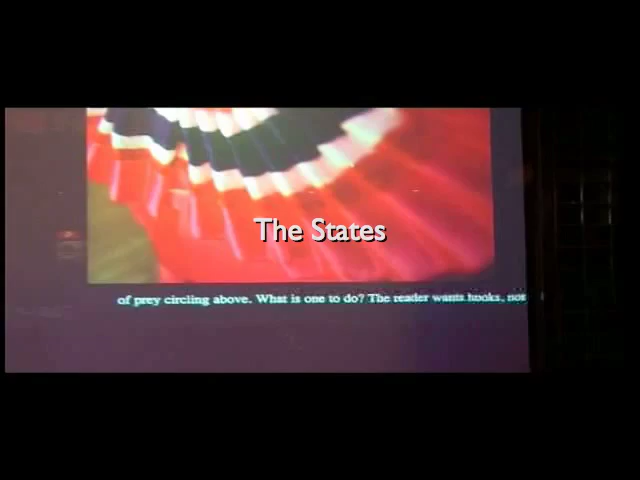 The States
of prey circling above. What is one to do? The reader wants hooks, not